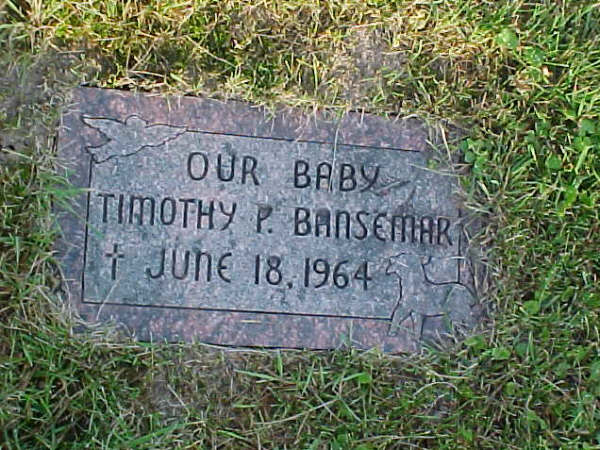 OUR BABY
TIMOTHY P. BANSEMAR
† JUNE 18, 1964